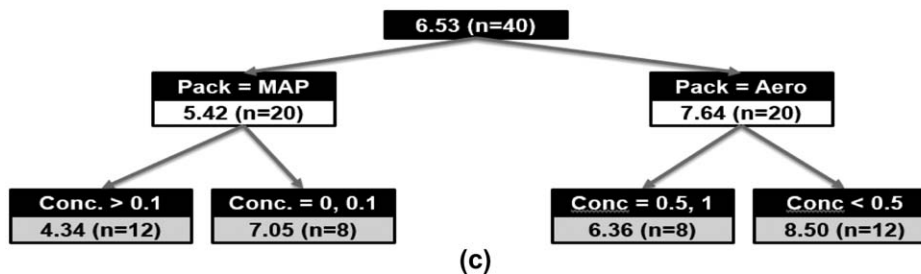 6.53 (n=40)
Pack = MAP
5.42 (n=20)
Pack = Aero
7.64 (n=20)
Conc. > 0.1
4.34 (n=12)
Conc. = 0, 0.1
7.05 (n=8)
Conc = 0.5, 1
6.36 (n=8)
Conc < 0.5
8.50 (n=12)
(c)